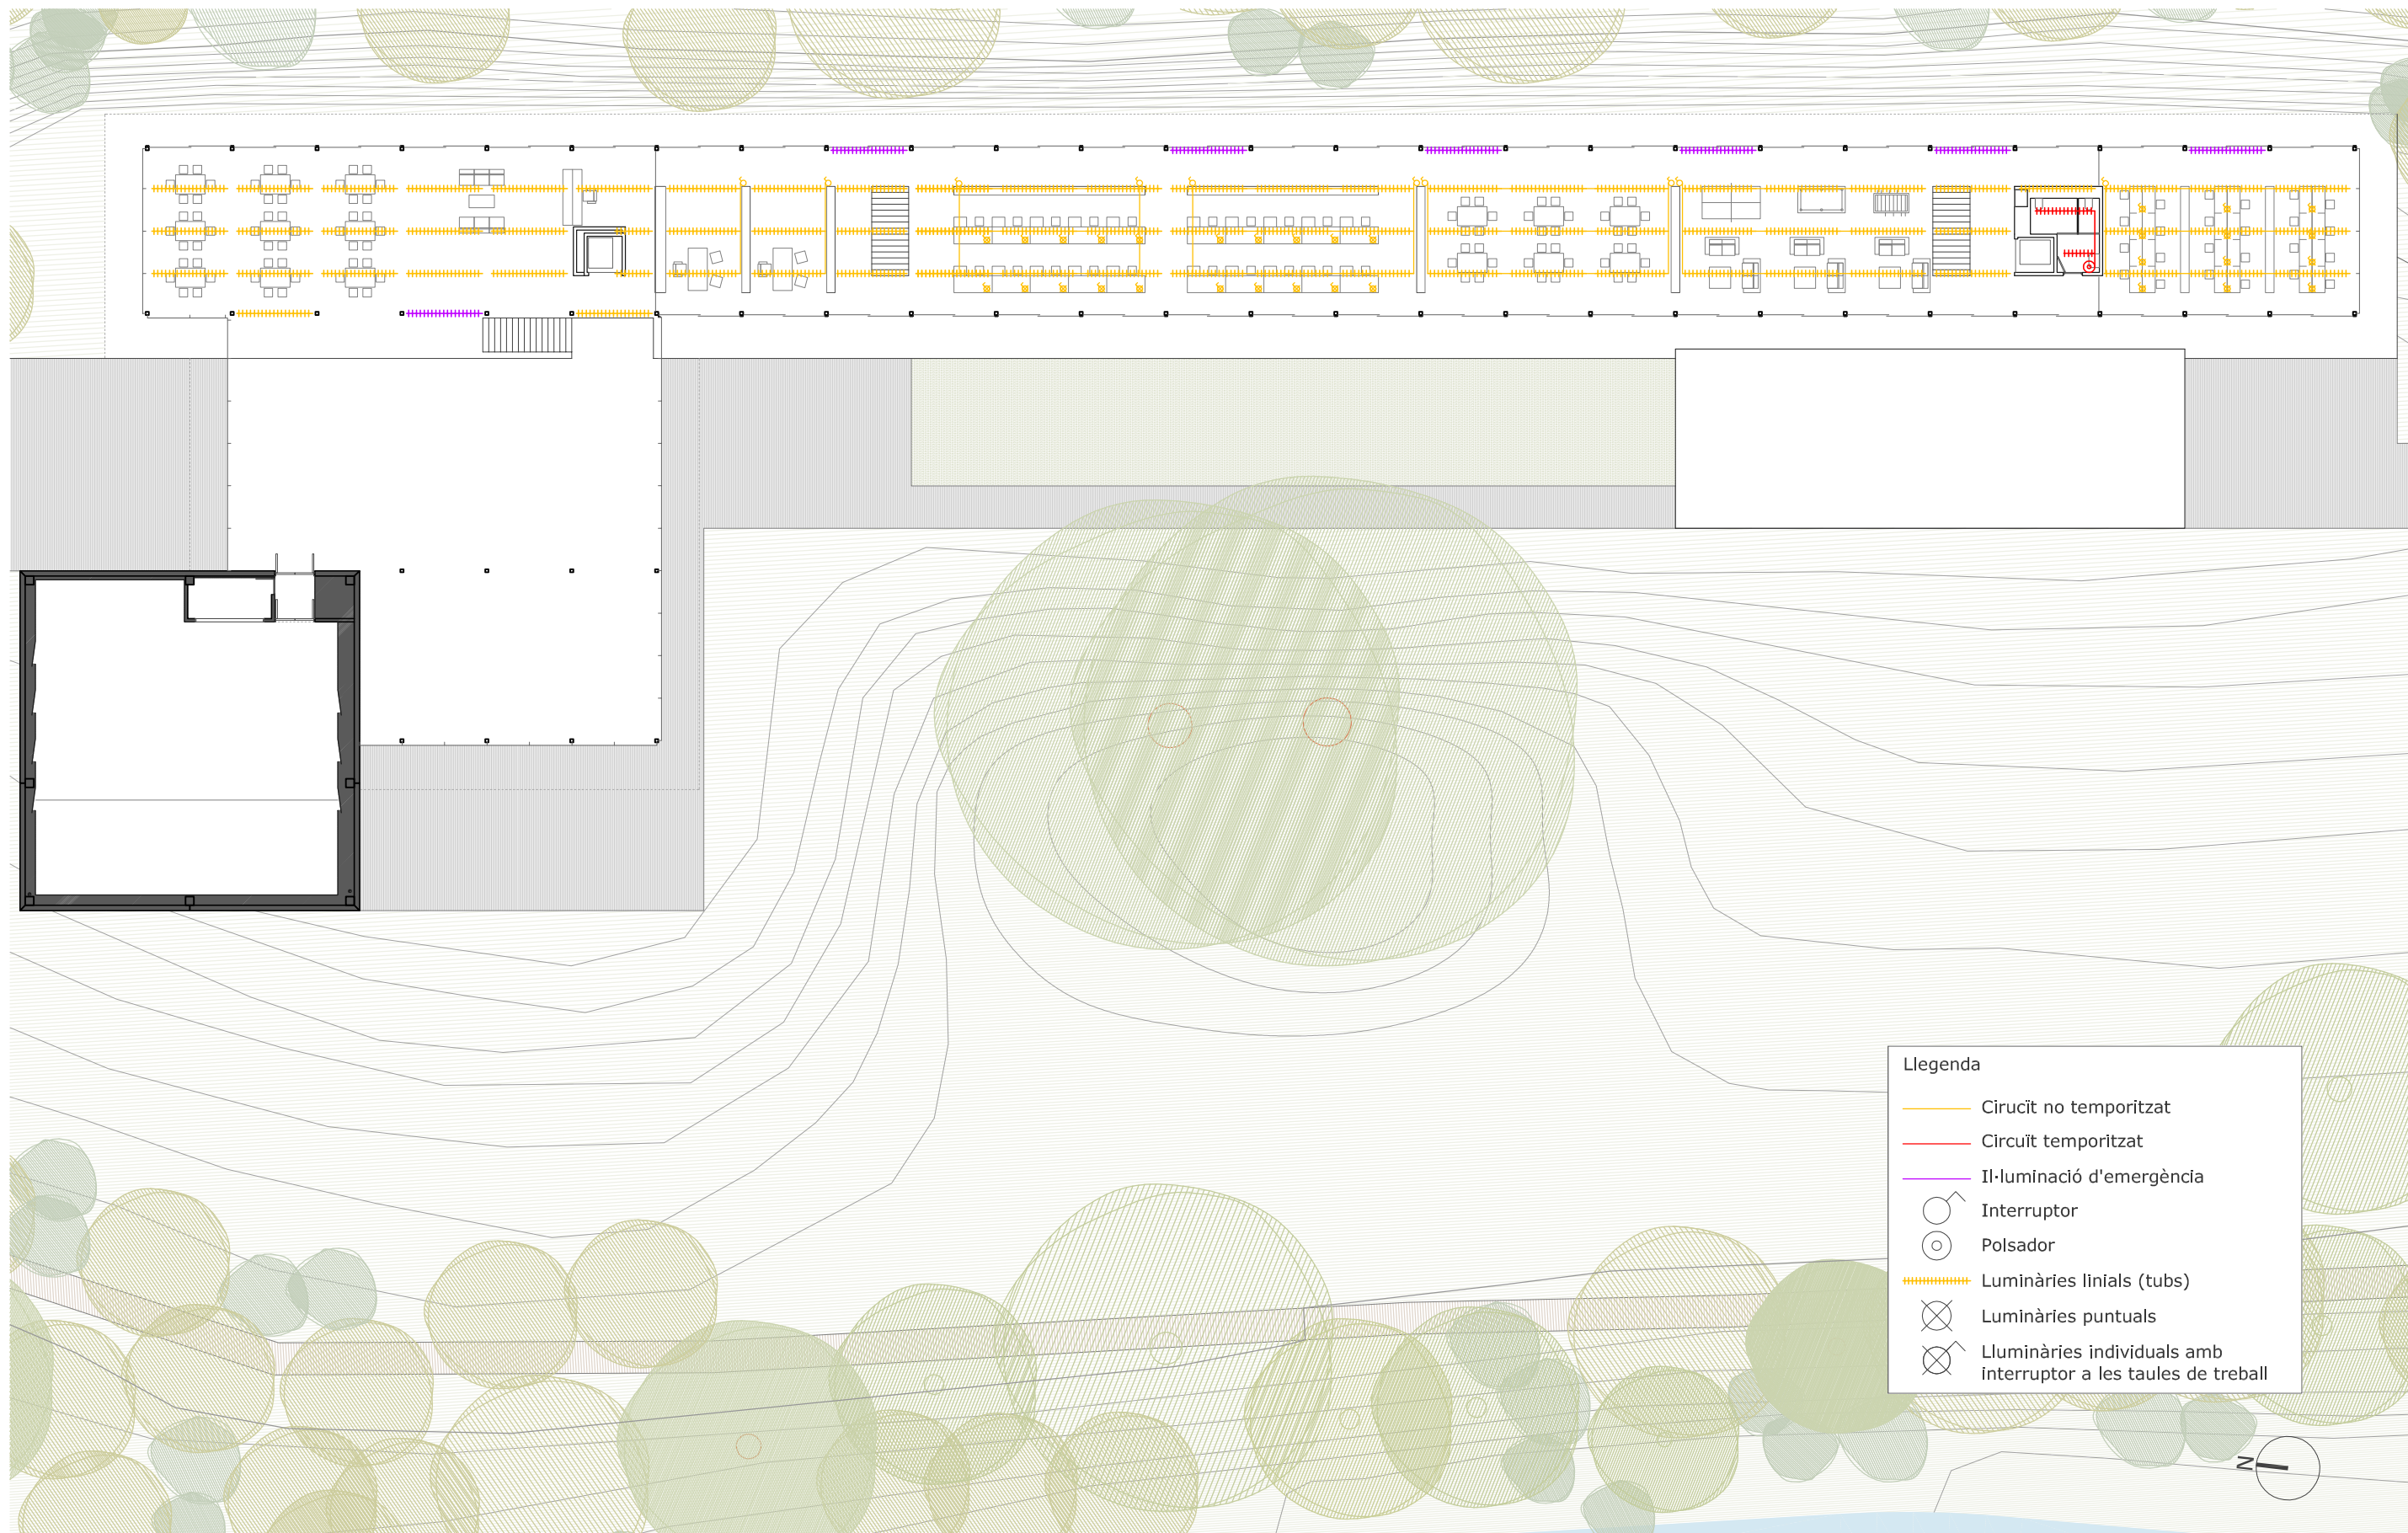 Llegenda
Cirucït no temporitzat
Circuït temporitzat
Il·luminació d'emergència
Interruptor
Polsador
Luminàries linials (tubs)
Luminàries puntuals
Lluminàries individuals amb
interruptor a les taules de treball
N